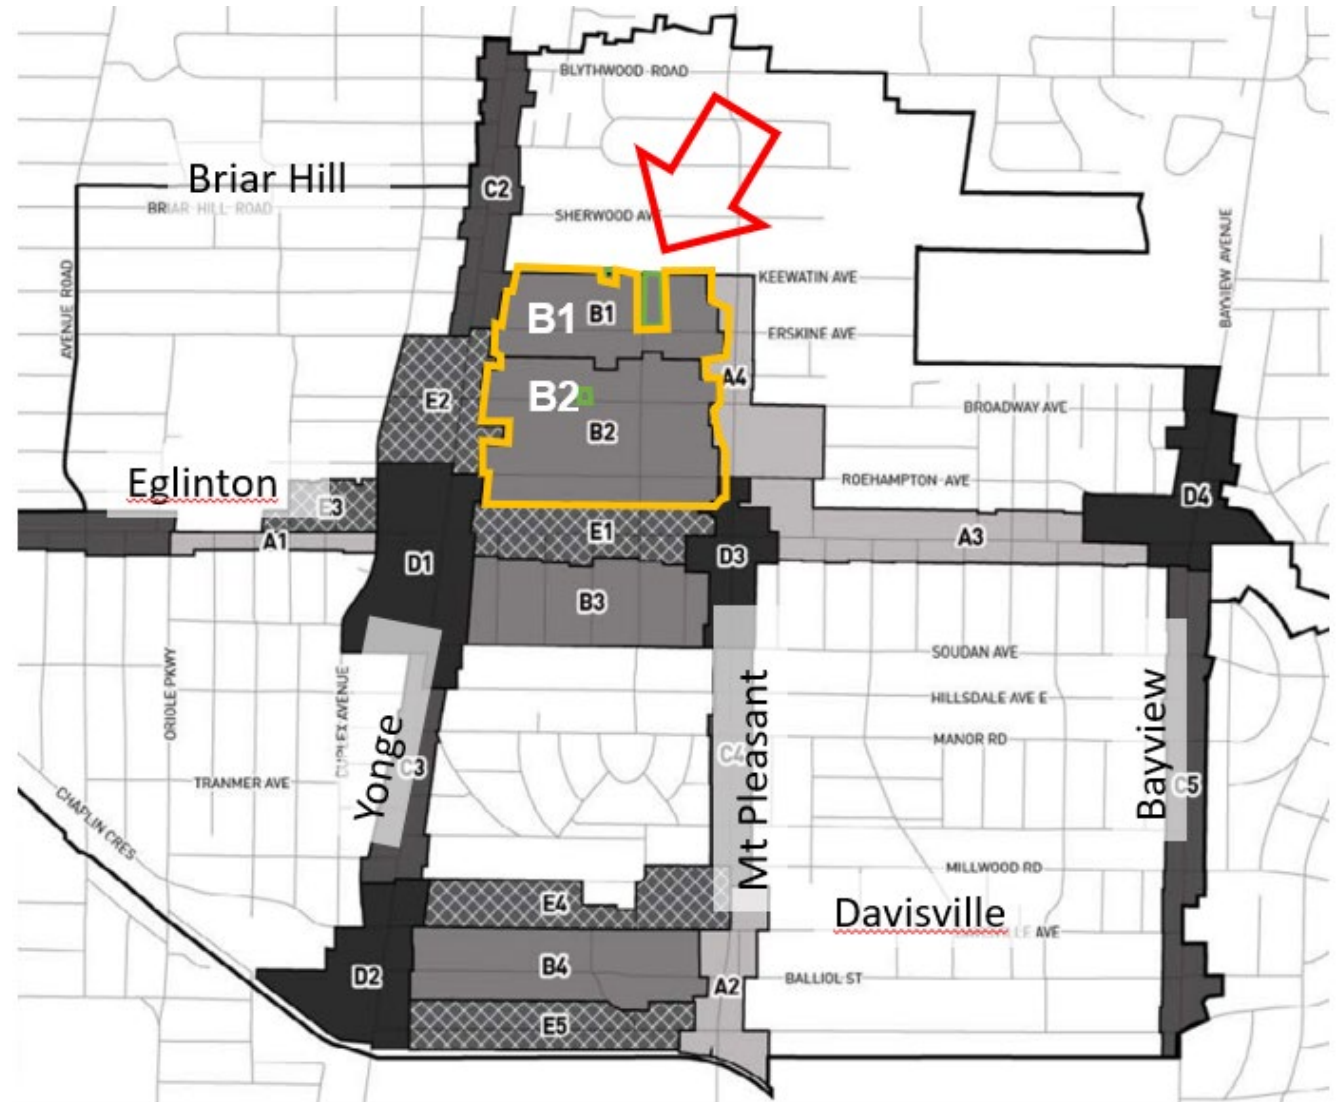 BLYTHWOOD ROAD
Briar Hill
C2
BRIAR HILL ROAD
SHERWOOD AVE
BAYVIEW AVENUE
AVENUE ROAD
KEEWATIN AVE
B1
B1
ERSKINE AVE
A4
E2
B2
B2
BROADWAY AVE
Eglinton
ROEHAMPTON AVE
E3
D4
A1
E1
A3
D1
D3
B3
SOUDAN AVE
ORIOLE PKWY
DUPLEX AVENUE
HILLSDALE AVE E
Yonge
Mt Pleasant
Bayview
MANOR RD
C3
C4
C5
TRANMER AVE
CHAPLIN CRES
MILLWOOD RD
E4
Davisville
AVE
B4
D2
A2
BALLIOL ST
E5